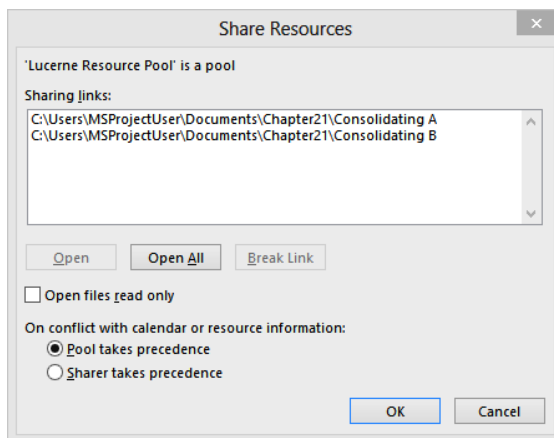 Share Resources
'Lucerne Resource Pool' is a pool
Sharing links:
C:\Users\MSProjectUser\Documents\Chapter21\Consolidating A
C:\Users\MSProjectUser\Documents\Chapter21\Consolidating B
Open Open All Break Link
Open files read only
On conflict with calendar or resource information:
Pool takes precedence
Sharer takes precedence
OK Cancel